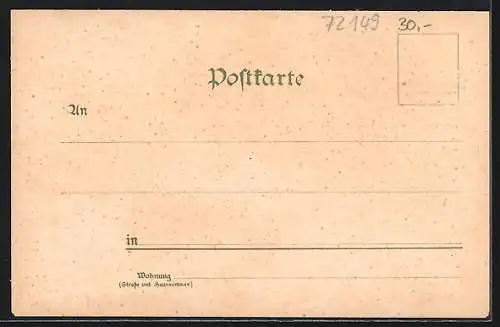 72149 30,-
Postkarte
An
in
Wohnung
(Straße und Hausnummer)